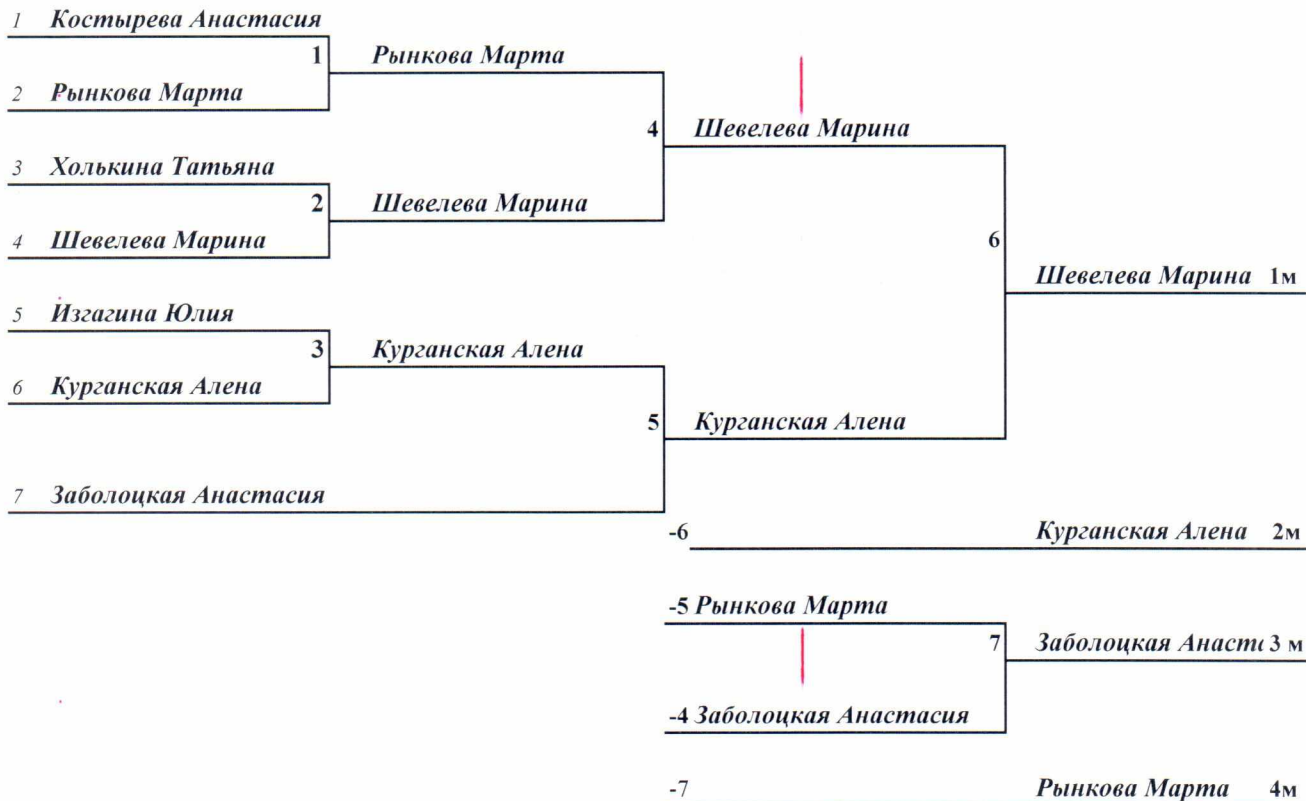 1 Костырева Анастасия
1 Рынкова Марта
2 Рынкова Марта
4 Шевелева Марина
3 Холькина Татьяна
2 Шевелева Марина
4 Шевелева Марина
6
Шевелева Марина 1м
5 Изгагина Юлия
3 Курганская Алена
6 Курганская Алена
5 Курганская Алена
7 Заболоцкая Анастасия
-6 Курганская Алена 2м
-5 Рынкова Марта
7 Заболоцкая Анаст 3 м
-4 Заболоцкая Анастасия
-7 Рынкова Марта 4м